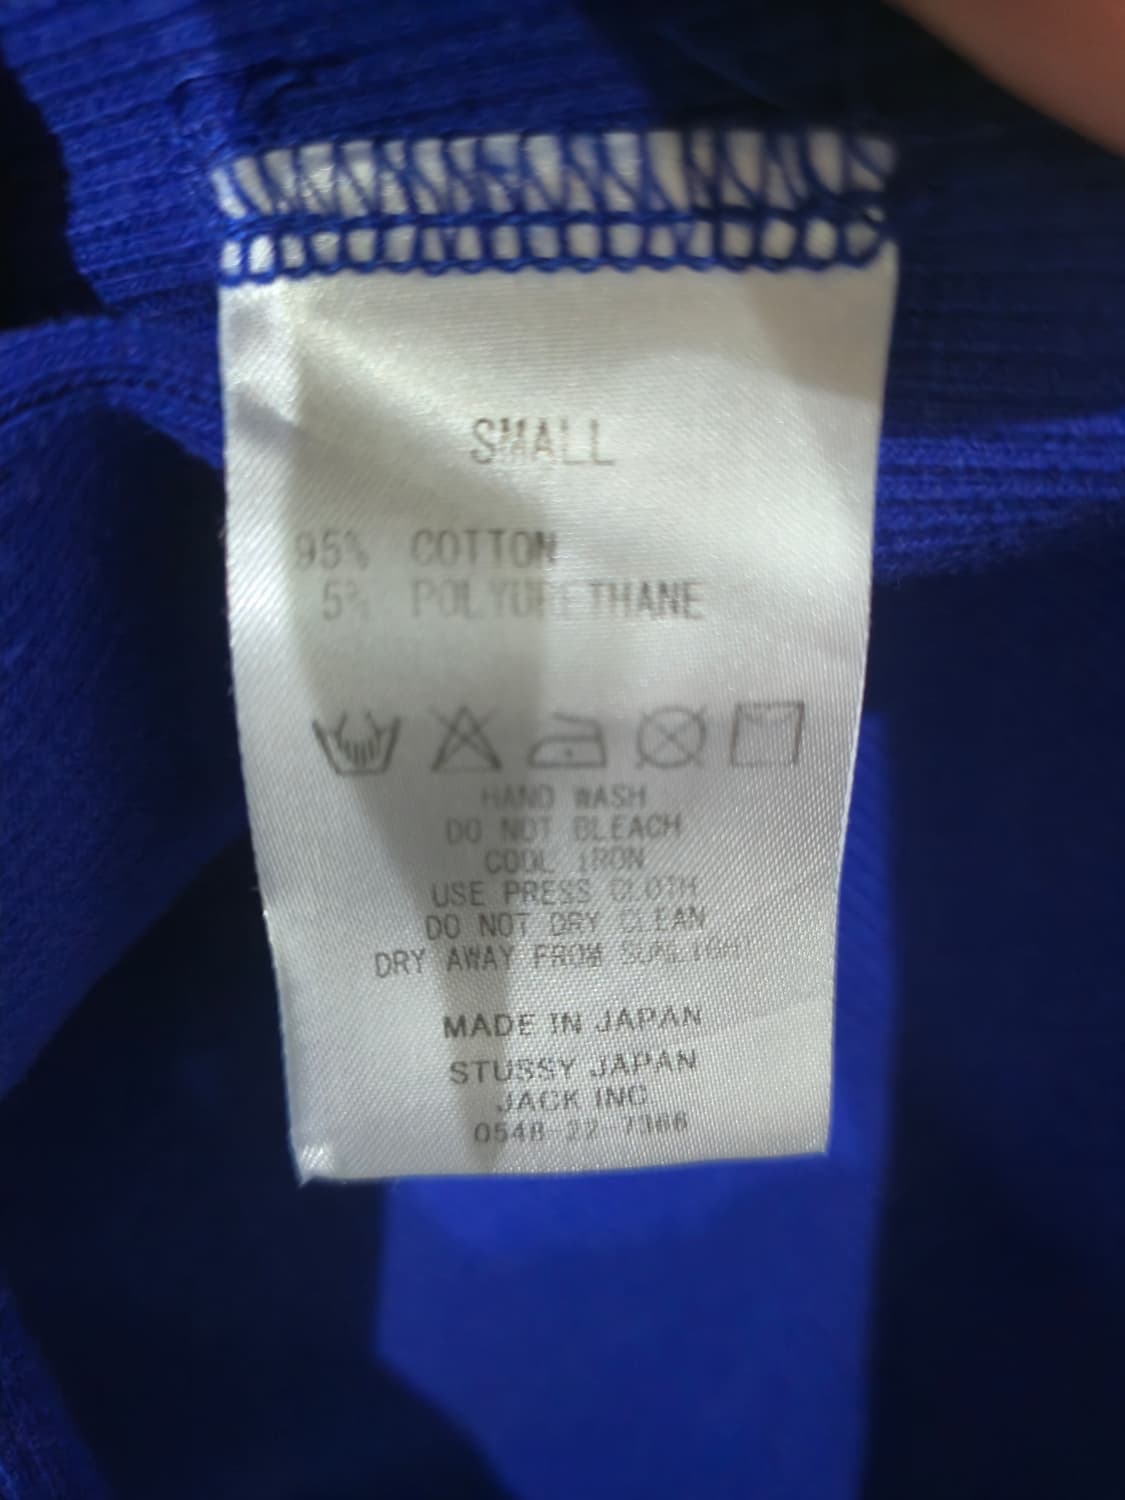 SMALL
95% COTTON
5% POLYURETHANE
HAND WASH
DO NOT BLEACH
COOL IRON
USE PRESS CLOTH
DO NOT DRY CLEAN
DRY AWAY FROM SUNLIGHT
MADE IN JAPAN
STUSSY JAPAN
JACK INC
0548-22-7366